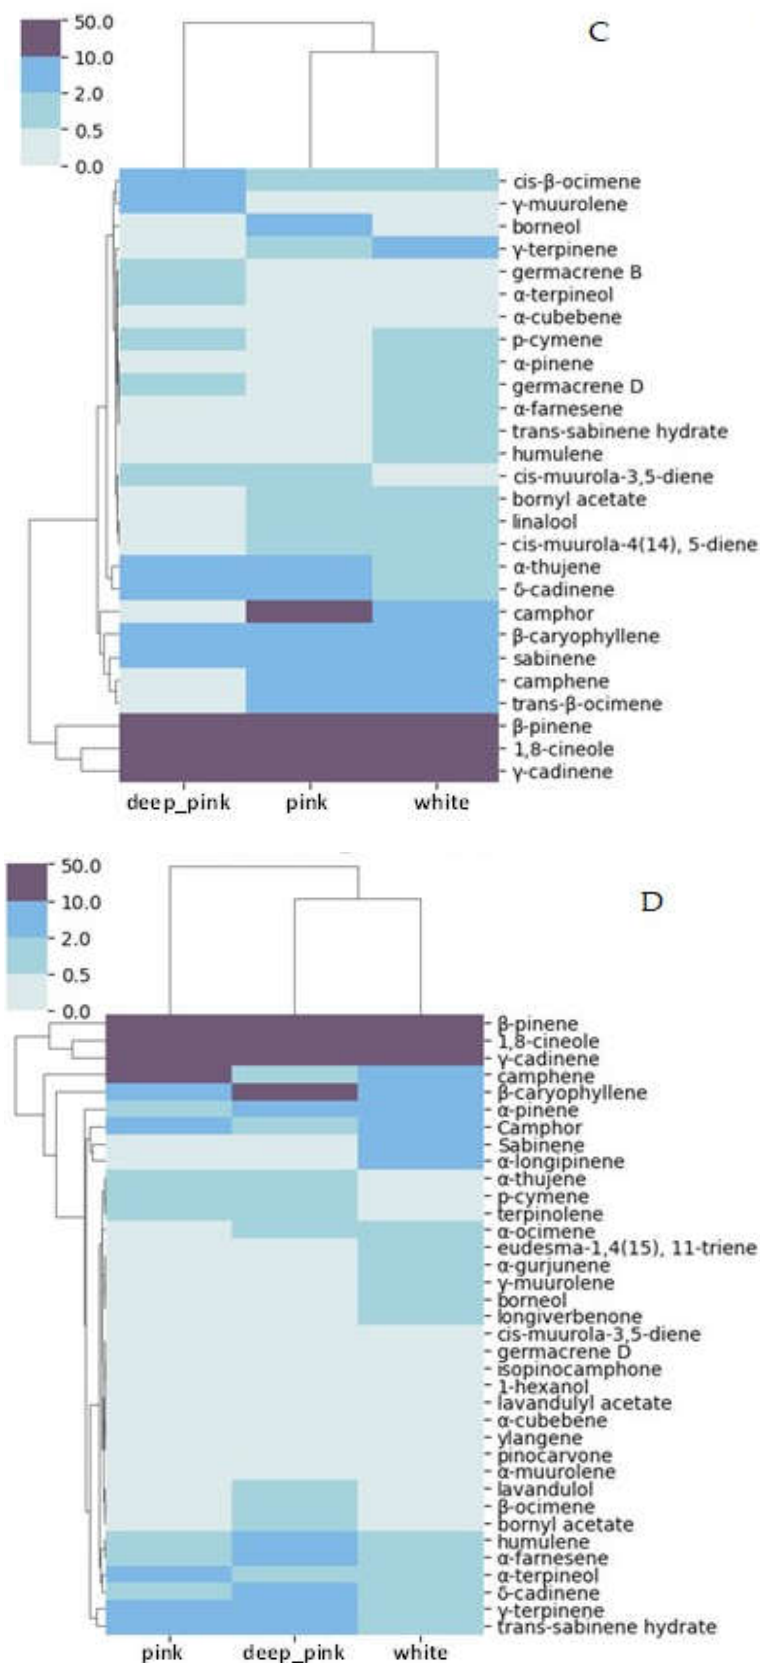 C
50.0
10.0
2.0
0.5
0.0
cis-β-ocimene
γ-muurolene
borneol
γ-terpinene
germacrene B
α-terpineol
α-cubebene
p-cymene
α-pinene
germacrene D
α-farnesene
trans-sabinene hydrate
humulene
cis-muurola-3,5-diene
bornyl acetate
linalool
cis-muurola-4(14), 5-diene
α-thujene
δ-cadinene
camphor
β-caryophyllene
sabinene
camphene
trans-β-ocimene
β-pinene
1,8-cineole
γ-cadinene
deep_pink pink white
D
50.0
10.0
2.0
0.5
0.0
β-pinene
1,8-cineole
γ-cadinene
camphene
β-caryophyllene
α-pinene
Camphor
Sabinene
α-longipinene
α-thujene
p-cymene
terpinolene
α-ocimene
eudesma-1,4(15), 11-triene
α-gurjunene
γ-muurolene
borneol
longiverbenone
cis-muurola-3,5-diene
germacrene D
isopinocamphone
1-hexanol
lavandulyl acetate
α-cubebene
ylangene
pinocarvone
α-muurolene
lavandulol
β-ocimene
bornyl acetate
humulene
α-farnesene
α-terpineol
δ-cadinene
γ-terpinene
trans-sabinene hydrate
pink deep_pink white